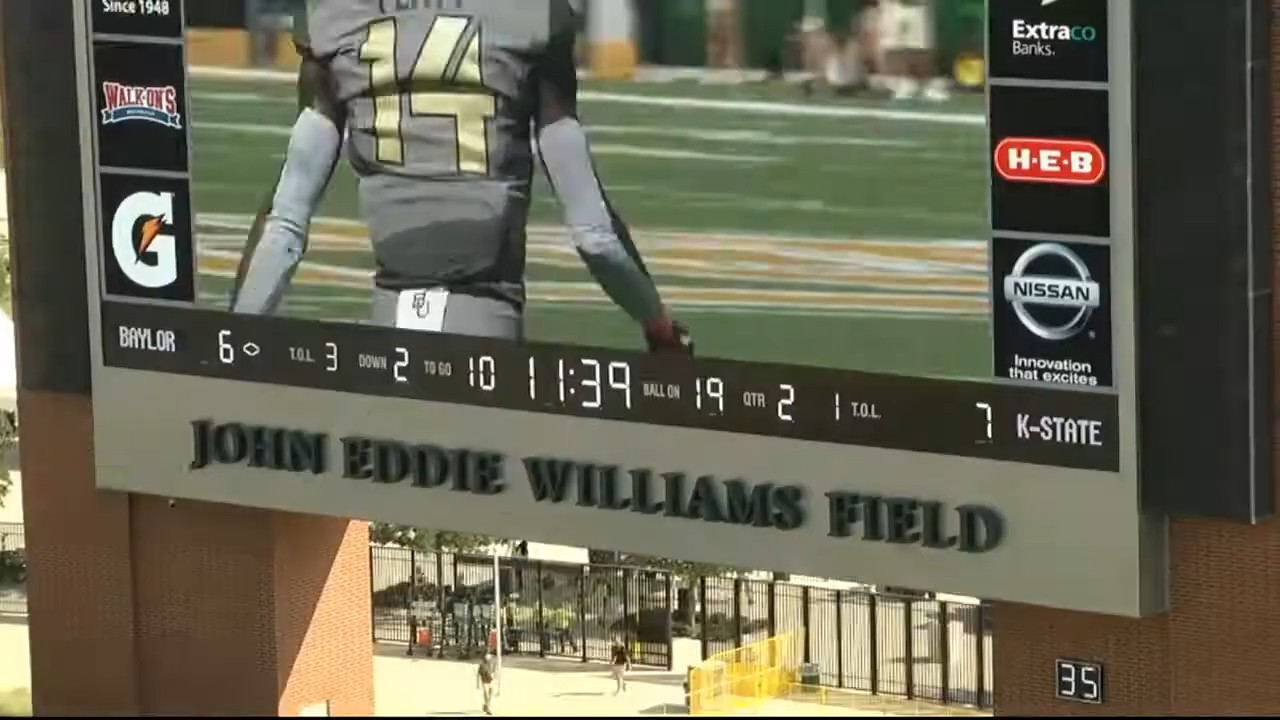 Since 1948
WALK-ON'S
G
14
BU
Extraco
Banks.
H-E-B
NISSAN
Innovation
that excites
BAYLOR 6 T.O.L. 3 DOWN 2 TO GO 10 11:39 BALL ON 19 QTR 2 1 T.O.L. 7 K-STATE
JOHN EDDIE WILLIAMS FIELD
35